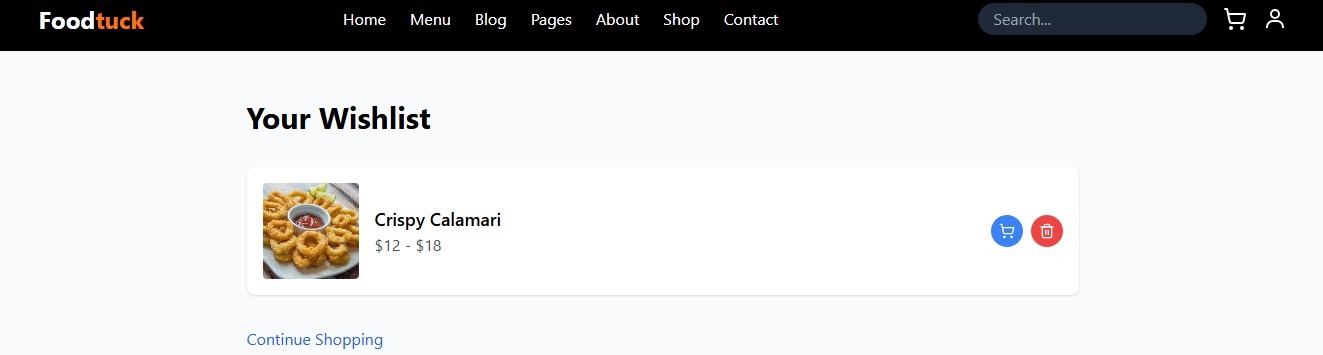 Foodtuck Home Menu Blog Pages About Shop Contact Search...
Your Wishlist
Crispy Calamari
$12 - $18
Continue Shopping